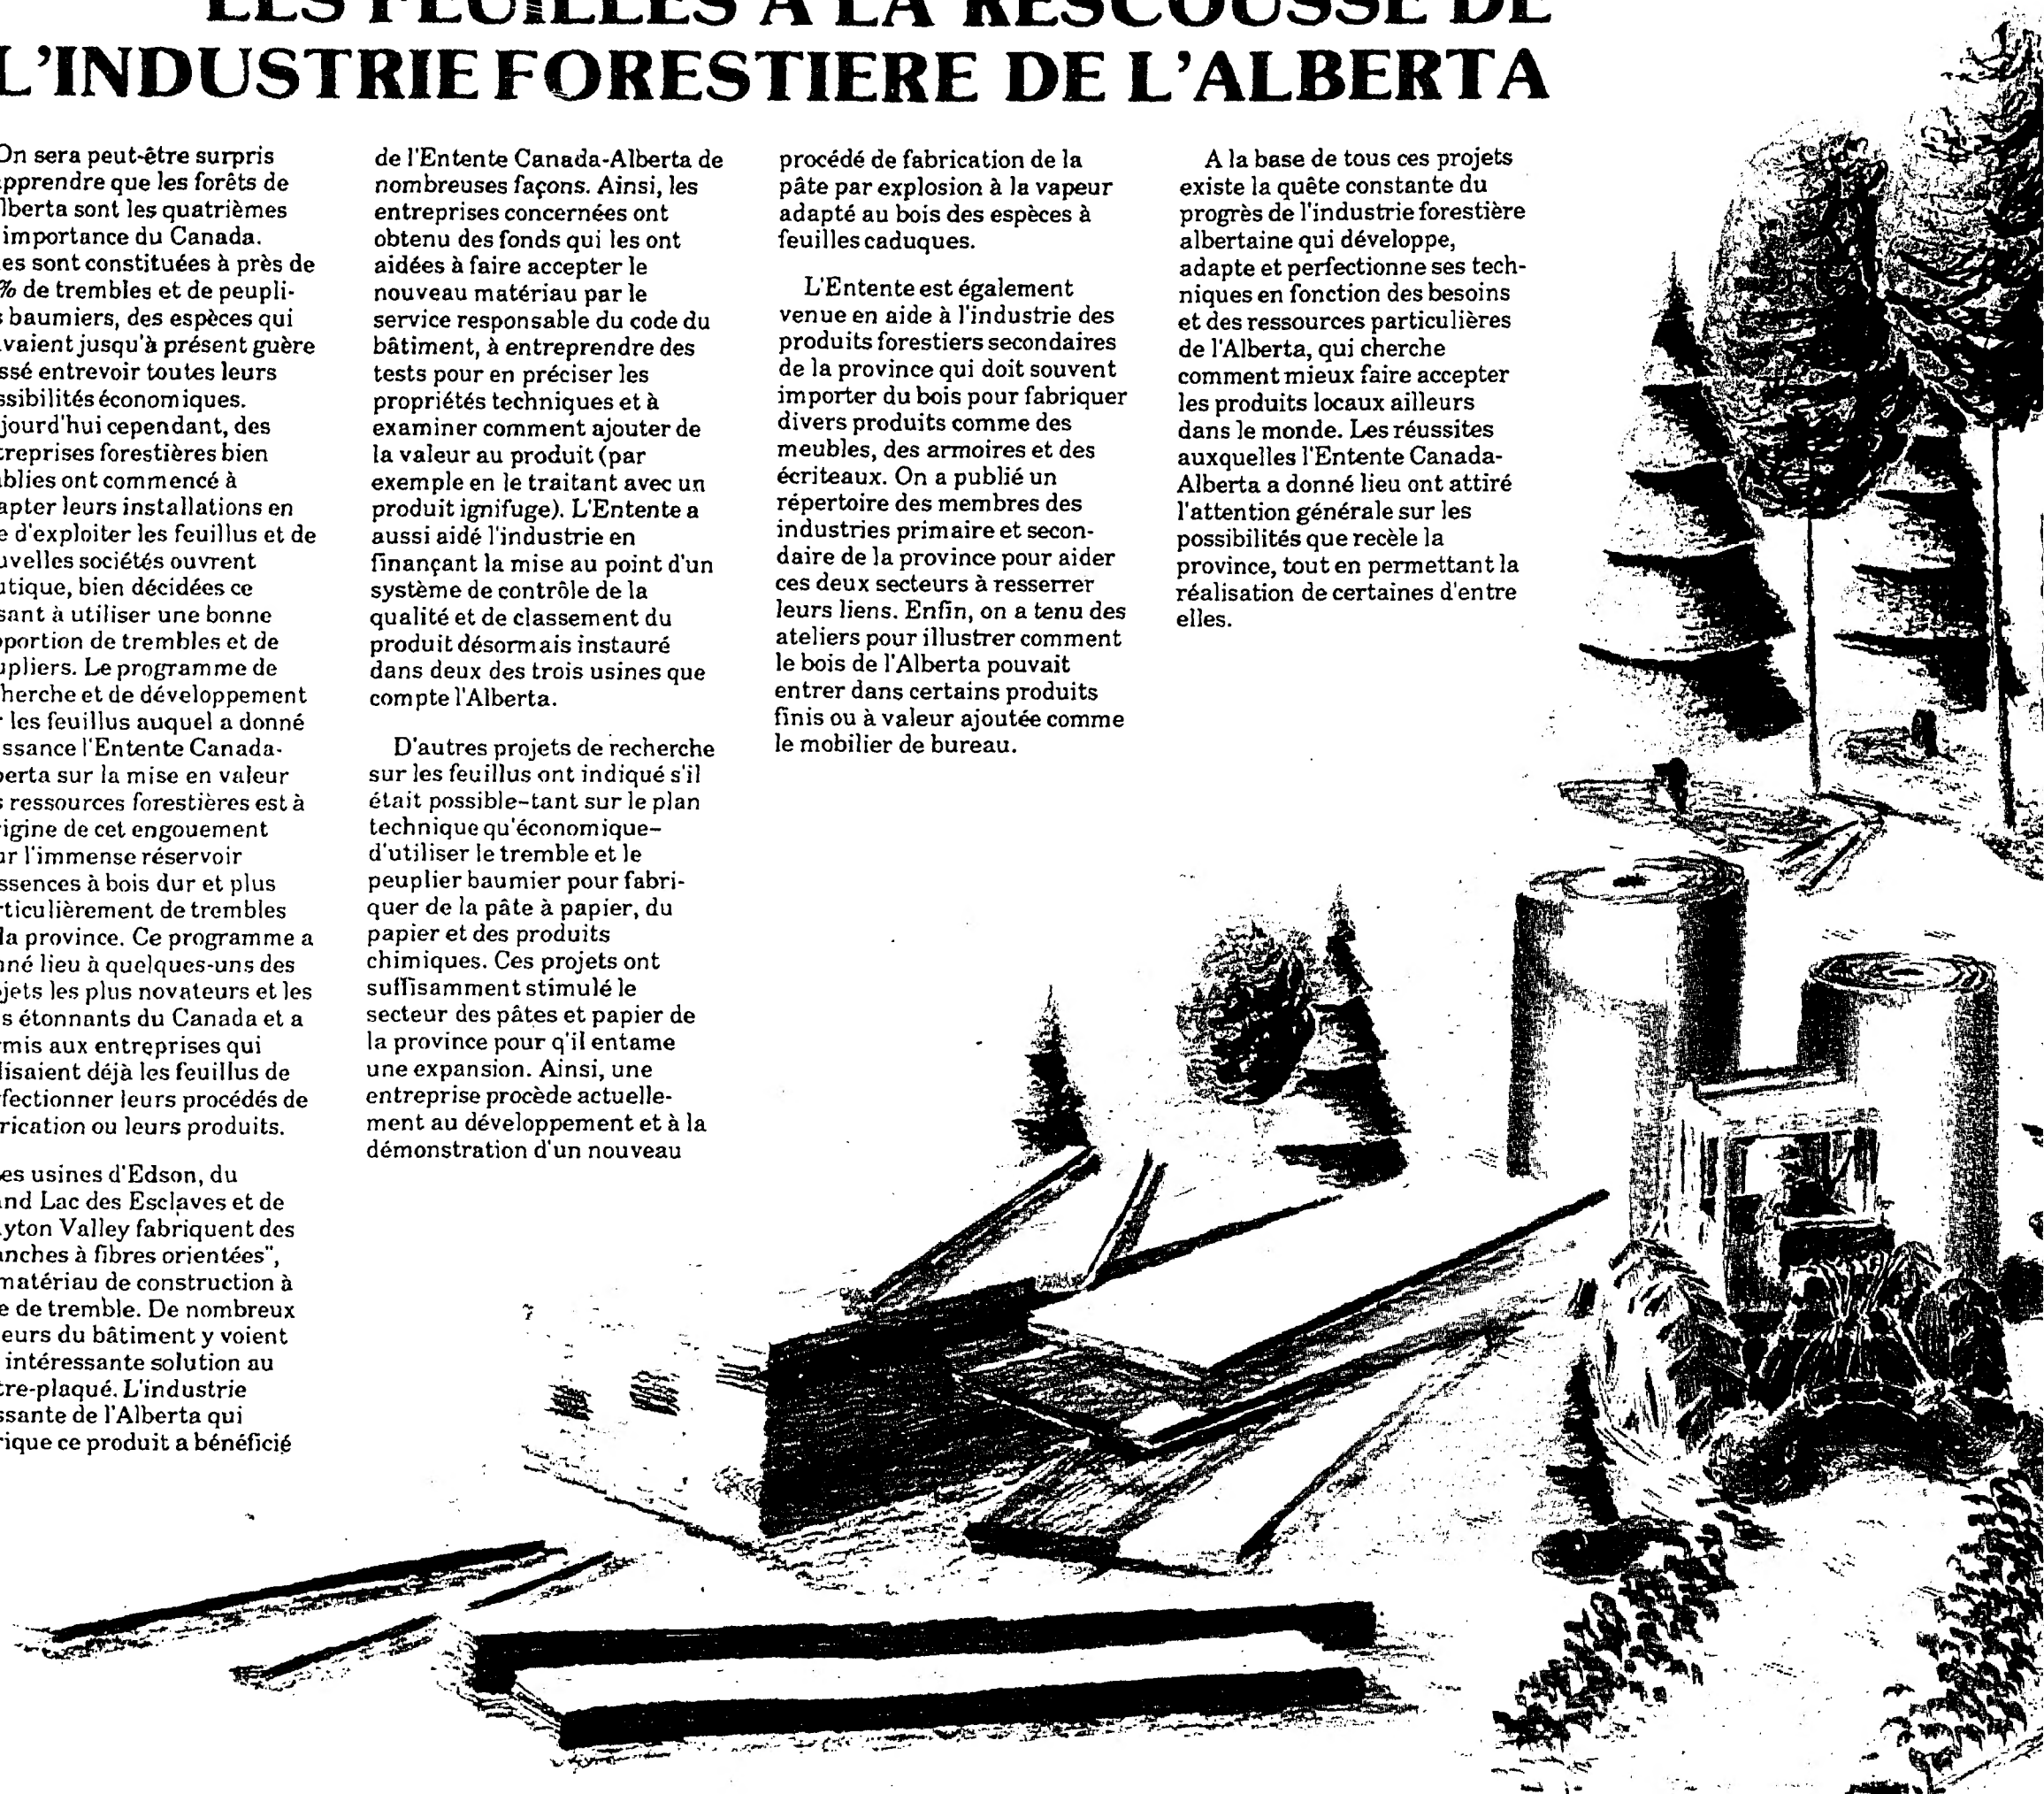 LES FEUILLES A LA RESCOUSSE DE
L'INDUSTRIE FORESTIERE DE L'ALBERTA
On sera peut-être surpris
pprendre que les forêts de
lberta sont les quatrièmes
importance du Canada.
es sont constituées à près de
% de trembles et de peupli-
s baumiers, des espèces qui
vaient jusqu'à présent guère
ssé entrevoir toutes leurs
ssibilités économiques.
jourd'hui cependant, des
treprises forestières bien
blies ont commencé à
apter leurs installations en
e d'exploiter les feuillus et de
uvelles sociétés ouvrent
utique, bien décidées ce
sant à utiliser une bonne
oportion de trembles et de
upliers. Le programme de
herche et de développement
r les feuillus auquel a donné
issance l'Entente Canada-
berta sur la mise en valeur
s ressources forestières est à
rigine de cet engouement
ur l'immense réservoir
ssences à bois dur et plus
rticulièrement de trembles
la province. Ce programme a
nné lieu à quelques-uns des
ojets les plus novateurs et les
s étonnants du Canada et a
rmis aux entreprises qui
lisaient déjà les feuillus de
fectionner leurs procédés de
rication ou leurs produits.
es usines d'Edson, du
and Lac des Esclaves et de
yton Valley fabriquent des
anches à fibres orientées",
matériau de construction à
e de tremble. De nombreux
eurs du bâtiment y voient
intéressante solution au
tre-plaqué. L'industrie
ssante de l'Alberta qui
rique ce produit a bénéficié
de l'Entente Canada-Alberta de
nombreuses façons. Ainsi, les
entreprises concernées ont
obtenu des fonds qui les ont
aidées à faire accepter le
nouveau matériau par le
service responsable du code du
bâtiment, à entreprendre des
tests pour en préciser les
propriétés techniques et à
examiner comment ajouter de
la valeur au produit (par
exemple en le traitant avec un
produit ignifuge). L'Entente a
aussi aidé l'industrie en
finançant la mise au point d'un
système de contrôle de la
qualité et de classement du
produit désormais instauré
dans deux des trois usines que
compte l'Alberta.
D'autres projets de recherche
sur les feuillus ont indiqué s'il
était possible–tant sur le plan
technique qu'économique–
d'utiliser le tremble et le
peuplier baumier pour fabri-
quer de la pâte à papier, du
papier et des produits
chimiques. Ces projets ont
suffisamment stimulé le
secteur des pâtes et papier de
la province pour q'il entame
une expansion. Ainsi, une
entreprise procède actuelle-
ment au développement et à la
démonstration d'un nouveau
procédé de fabrication de la
pâte par explosion à la vapeur
adapté au bois des espèces à
feuilles caduques.
L'Entente est également
venue en aide à l'industrie des
produits forestiers secondaires
de la province qui doit souvent
importer du bois pour fabriquer
divers produits comme des
meubles, des armoires et des
écriteaux. On a publié un
répertoire des membres des
industries primaire et secon-
daire de la province pour aider
ces deux secteurs à resserrer
leurs liens. Enfin, on a tenu des
ateliers pour illustrer comment
le bois de l'Alberta pouvait
entrer dans certains produits
finis ou à valeur ajoutée comme
le mobilier de bureau.
A la base de tous ces projets
existe la quête constante du
progrès de l'industrie forestière
albertaine qui développe,
adapte et perfectionne ses tech-
niques en fonction des besoins
et des ressources particulières
de l'Alberta, qui cherche
comment mieux faire accepter
les produits locaux ailleurs
dans le monde. Les réussites
auxquelles l'Entente Canada-
Alberta a donné lieu ont attiré
l'attention générale sur les
possibilités que recèle la
province, tout en permettant la
réalisation de certaines d'entre
elles.